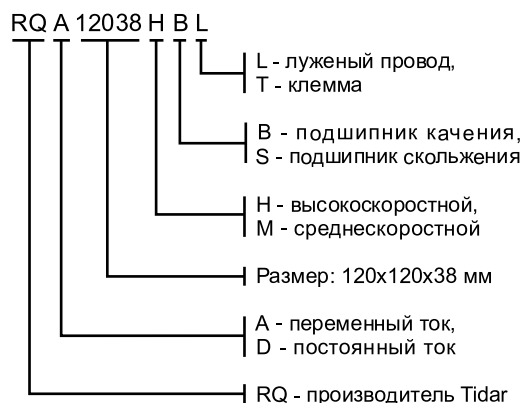 RQ A 12038 H B L
L - луженый провод,
T - клемма
B - подшипник качения,
S - подшипник скольжения
H - высокоскоростной,
M - среднескоростной
Размер: 120х120х38 мм
A - переменный ток,
D - постоянный ток
RQ - производитель Tidar